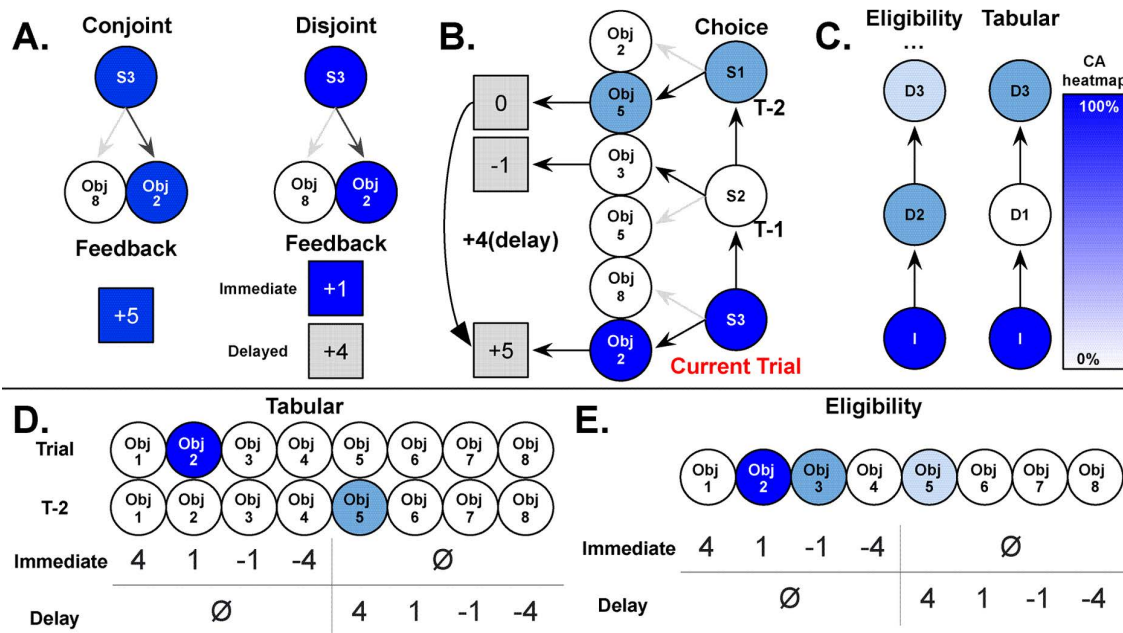 A.
Conjoint
S3
Obj
8
Obj
2
Feedback
+5
Disjoint
S3
Obj
8
Obj
2
Feedback
Immediate
+1
Delayed
+4
B.
Choice
Obj
2
S1
Obj
5
0
T-2
-1
Obj
3
S2
T-1
Obj
5
+4(delay)
Obj
8
S3
Obj
2
+5
Current Trial
C.
Eligibility
...
D3
D2
I
Tabular
D3
D1
I
CA
heatmap
100%
0%
D.
Tabular
Trial
Obj 1 Obj 2 Obj 3 Obj 4 Obj 5 Obj 6 Obj 7 Obj 8
T-2
Obj 1 Obj 2 Obj 3 Obj 4 Obj 5 Obj 6 Obj 7 Obj 8
Immediate 4 1 -1 -4 Ø
Delay Ø 4 1 -1 -4
E.
Eligibility
Obj 1 Obj 2 Obj 3 Obj 4 Obj 5 Obj 6 Obj 7 Obj 8
Immediate 4 1 -1 -4 Ø
Delay Ø 4 1 -1 -4